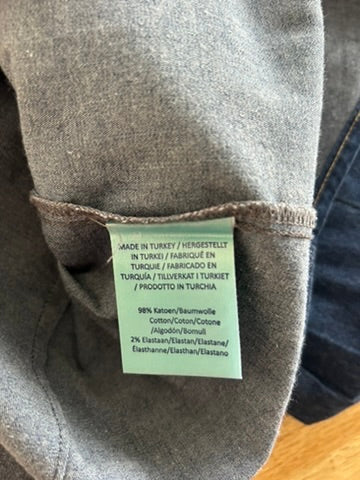 MADE IN TURKEY / HERGESTELLT
IN TURKEI / FABRIQUÉ EN
TURQUIE / FABRICADO EN
TURQUÍA / TILLVERKAT I TURKIET
/ PRODOTTO IN TURCHIA
98% Katoen/Baumwolle
Cotton/Coton/Cotone
/Algodón/Bomull
2% Elastaan/Elastan/Elastane/
Élasthanne/Elasthan/Elastano